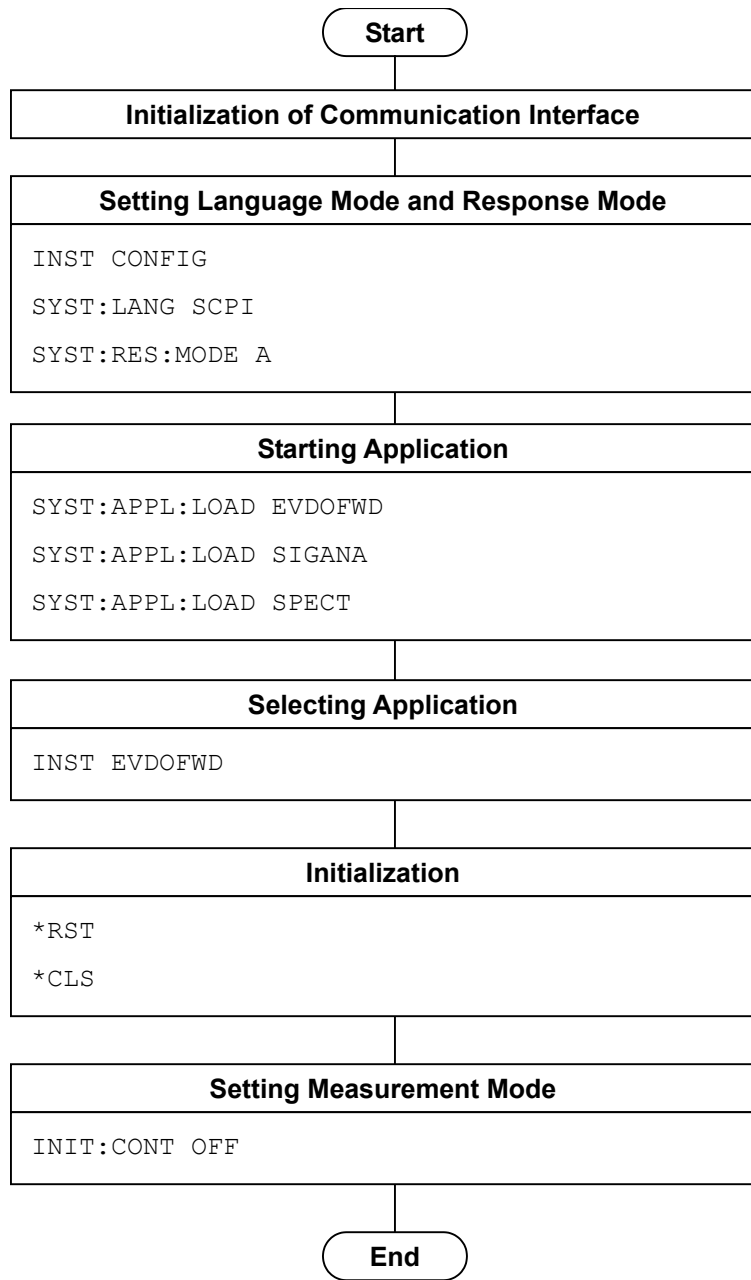 Start
Initialization of Communication Interface
Setting Language Mode and Response Mode
INST CONFIG
SYST:LANG SCPI
SYST:RES:MODE A
Starting Application
SYST:APPL:LOAD EVDOFWD
SYST:APPL:LOAD SIGANA
SYST:APPL:LOAD SPECT
Selecting Application
INST EVDOFWD
Initialization
*RST
*CLS
Setting Measurement Mode
INIT:CONT OFF
End